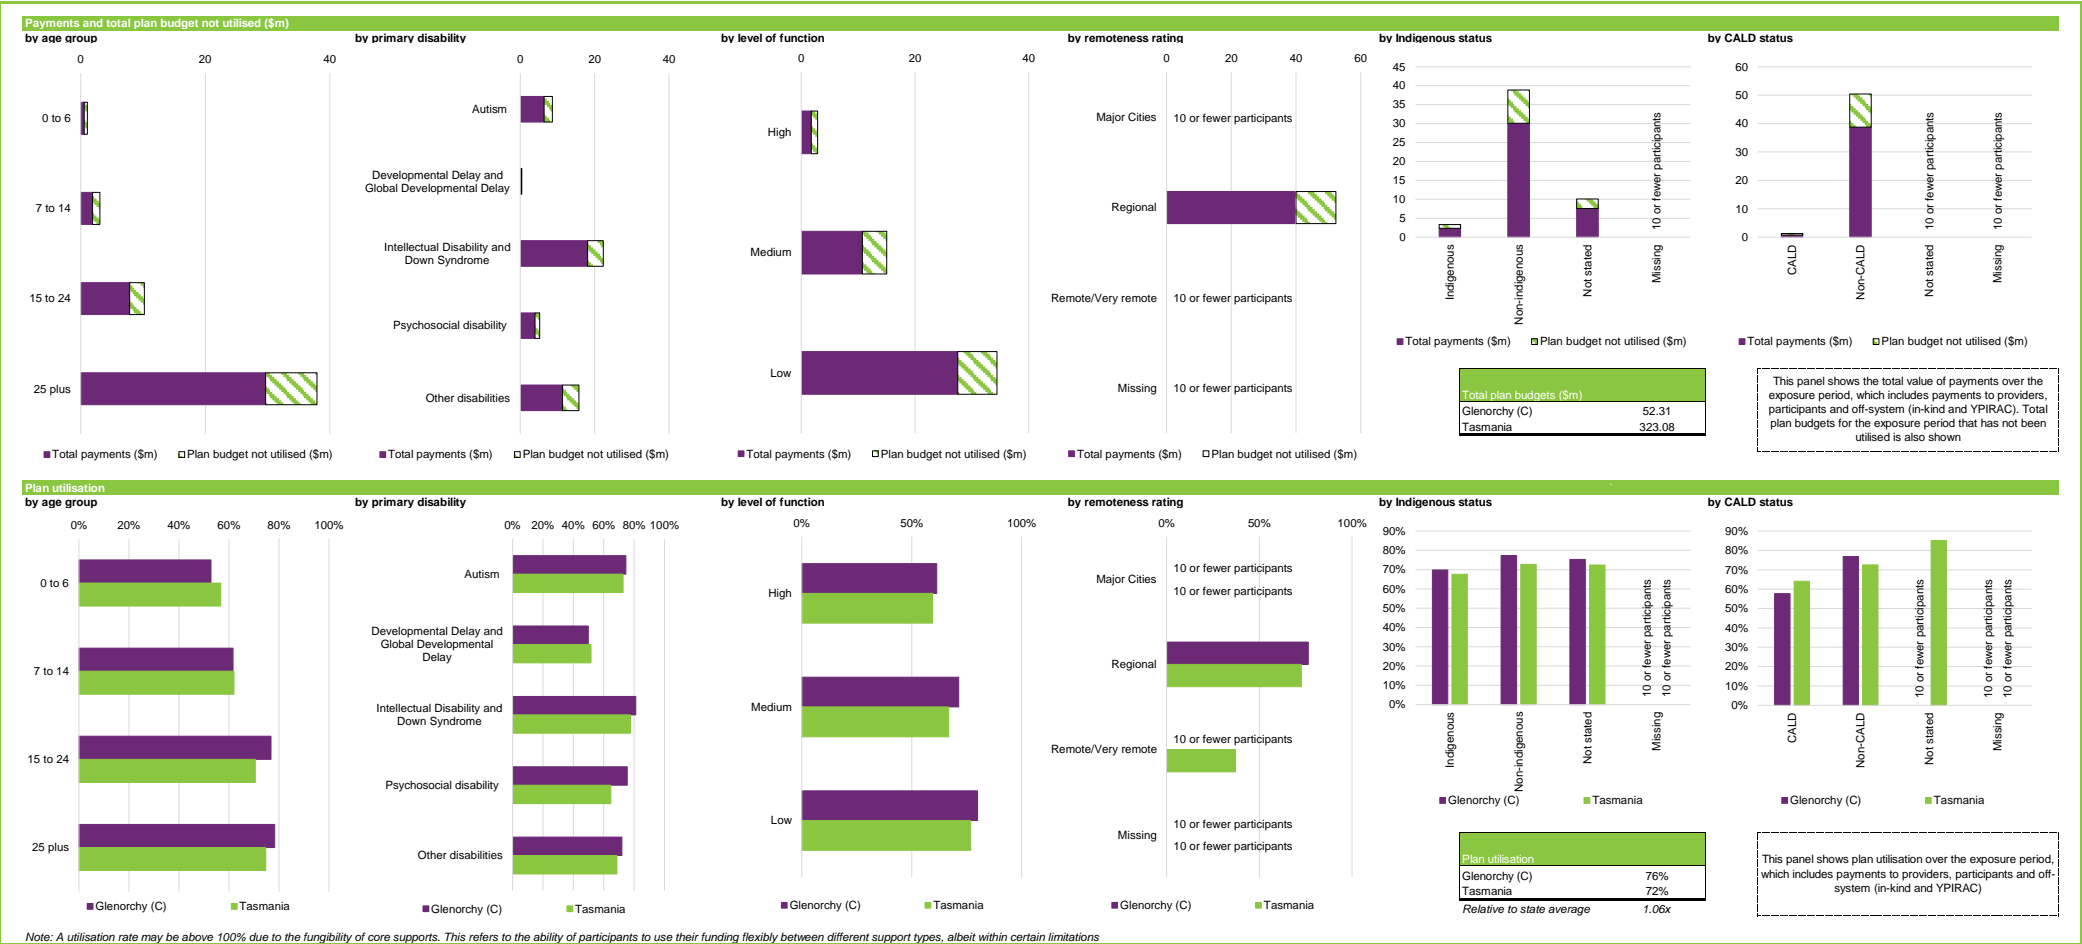 Payments and total plan budget not utilised ($m)
by age group
0 20 40
0 to 6
7 to 14
15 to 24
25 plus
Total payments ($m) Plan budget not utilised ($m)
by primary disability
0 20 40
Autism
Developmental Delay and
Global Developmental Delay
Intellectual Disability and
Down Syndrome
Psychosocial disability
Other disabilities
Total payments ($m) Plan budget not utilised ($m)
by level of function
0 20 40
High
Medium
Low
Total payments ($m) Plan budget not utilised ($m)
by remoteness rating
0 20 40 60
Major Cities 10 or fewer participants
Regional
Remote/Very remote 10 or fewer participants
Missing 10 or fewer participants
Total payments ($m) Plan budget not utilised ($m)
by Indigenous status
45
40
35
30
25
20
15
10
5
0
10 or fewer participants
Indigenous
Non-indigenous
Not stated
Missing
Total payments ($m) Plan budget not utilised ($m)
Total plan budgets ($m)
Glenorchy (C) 52.31
Tasmania 323.08
by CALD status
60
50
40
30
20
10
0
10 or fewer participants
10 or fewer participants
CALD
Non-CALD
Not stated
Missing
Total payments ($m) Plan budget not utilised ($m)
This panel shows the total value of payments over the
exposure period, which includes payments to providers,
participants and off-system (in-kind and YPIRAC). Total
plan budgets for the exposure period that has not been
utilised is also shown
Plan utilisation
by age group
0% 20% 40% 60% 80% 100%
0 to 6
7 to 14
15 to 24
25 plus
Glenorchy (C) Tasmania
by primary disability
0% 20% 40% 60% 80% 100%
Autism
Developmental Delay and
Global Developmental
Delay
Intellectual Disability and
Down Syndrome
Psychosocial disability
Other disabilities
Glenorchy (C) Tasmania
by level of function
0% 50% 100%
High
Medium
Low
Glenorchy (C) Tasmania
by remoteness rating
0% 50% 100%
Major Cities
10 or fewer participants
10 or fewer participants
Regional
Remote/Very remote
10 or fewer participants
Missing
10 or fewer participants
10 or fewer participants
Glenorchy (C) Tasmania
by Indigenous status
90%
80%
70%
60%
50%
40%
30%
20%
10%
0%
10 or fewer participants
10 or fewer participants
Indigenous
Non-indigenous
Not stated
Missing
Glenorchy (C) Tasmania
Plan utilisation
Glenorchy (C) 76%
Tasmania 72%
Relative to state average 1.06x
by CALD status
90%
80%
70%
60%
50%
40%
30%
20%
10%
0%
10 or fewer participants
10 or fewer participants
10 or fewer participants
CALD
Non-CALD
Not stated
Missing
Glenorchy (C) Tasmania
This panel shows plan utilisation over the exposure period,
which includes payments to providers, participants and off-
system (in-kind and YPIRAC)
Note: A utilisation rate may be above 100% due to the fungibility of core supports. This refers to the ability of participants to use their funding flexibly between different support types, albeit within certain limitations